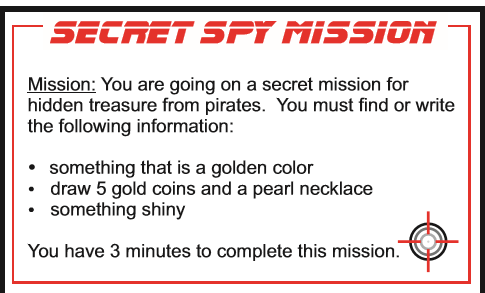 SECRET SPY MISSION
Mission: You are going on a secret mission for
hidden treasure from pirates.  You must find or write
the following information:
• something that is a golden color
• draw 5 gold coins and a pearl necklace
• something shiny
You have 3 minutes to complete this mission.